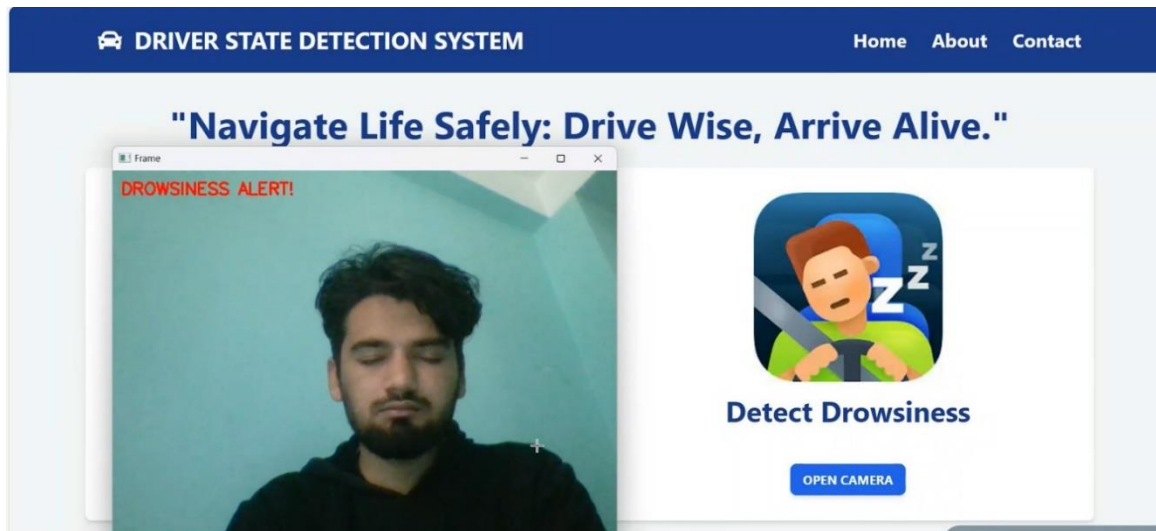 DRIVER STATE DETECTION SYSTEM
Home About Contact
"Navigate Life Safely: Drive Wise, Arrive Alive."
Frame
DROWSINESS ALERT!
z
z
z
Detect Drowsiness
OPEN CAMERA